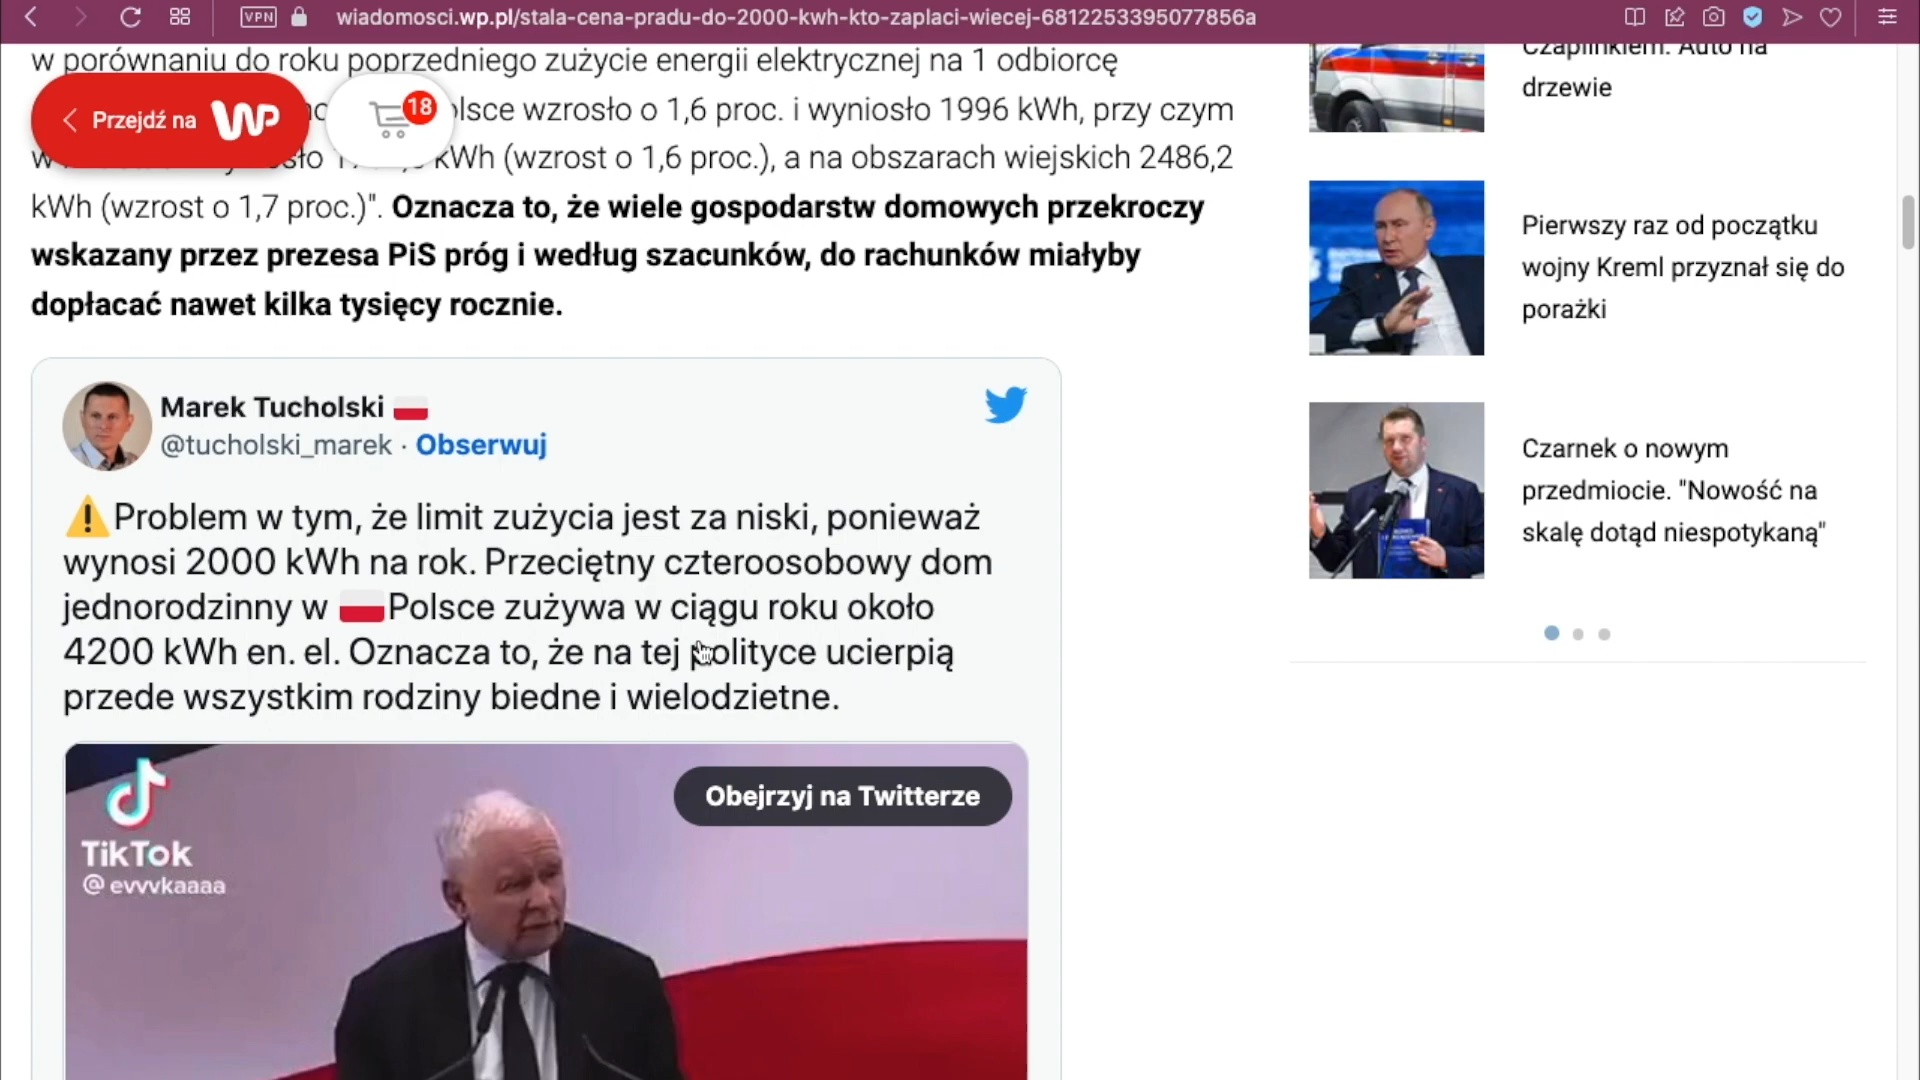 VPN
wiadomosci.wp.pl/stala-cena-pradu-do-2000-kwh-kto-zaplaci-wiecej-6812253395077856a
w porównaniu do roku poprzedniego zużycie energii elektrycznej na 1 odbiorcę
lsce wzrosło o 1,6 proc. i wyniosło 1996 kWh, przy czym
kWh (wzrost o 1,6 proc.), a na obszarach wiejskich 2486,2
kWh (wzrost o 1,7 proc.)". Oznacza to, że wiele gospodarstw domowych przekroczy
wskazany przez prezesa PiS próg i według szacunków, do rachunków miałyby
dopłacać nawet kilka tysięcy rocznie.
Przejdź na WP
18
Marek Tucholski
@tucholski_marek · Obserwuj
Problem w tym, że limit zużycia jest za niski, ponieważ
wynosi 2000 kWh na rok. Przeciętny czteroosobowy dom
jednorodzinny w Polsce zużywa w ciągu roku około
4200 kWh en. el. Oznacza to, że na tej polityce ucierpią
przede wszystkim rodziny biedne i wielodzietne.
Obejrzyj na Twitterze
TikTok
@evvvkaaaa
Czaplinkiem. Auto na
drzewie
Pierwszy raz od początku
wojny Kreml przyznał się do
porażki
Czarnek o nowym
przedmiocie. "Nowość na
skalę dotąd niespotykaną"